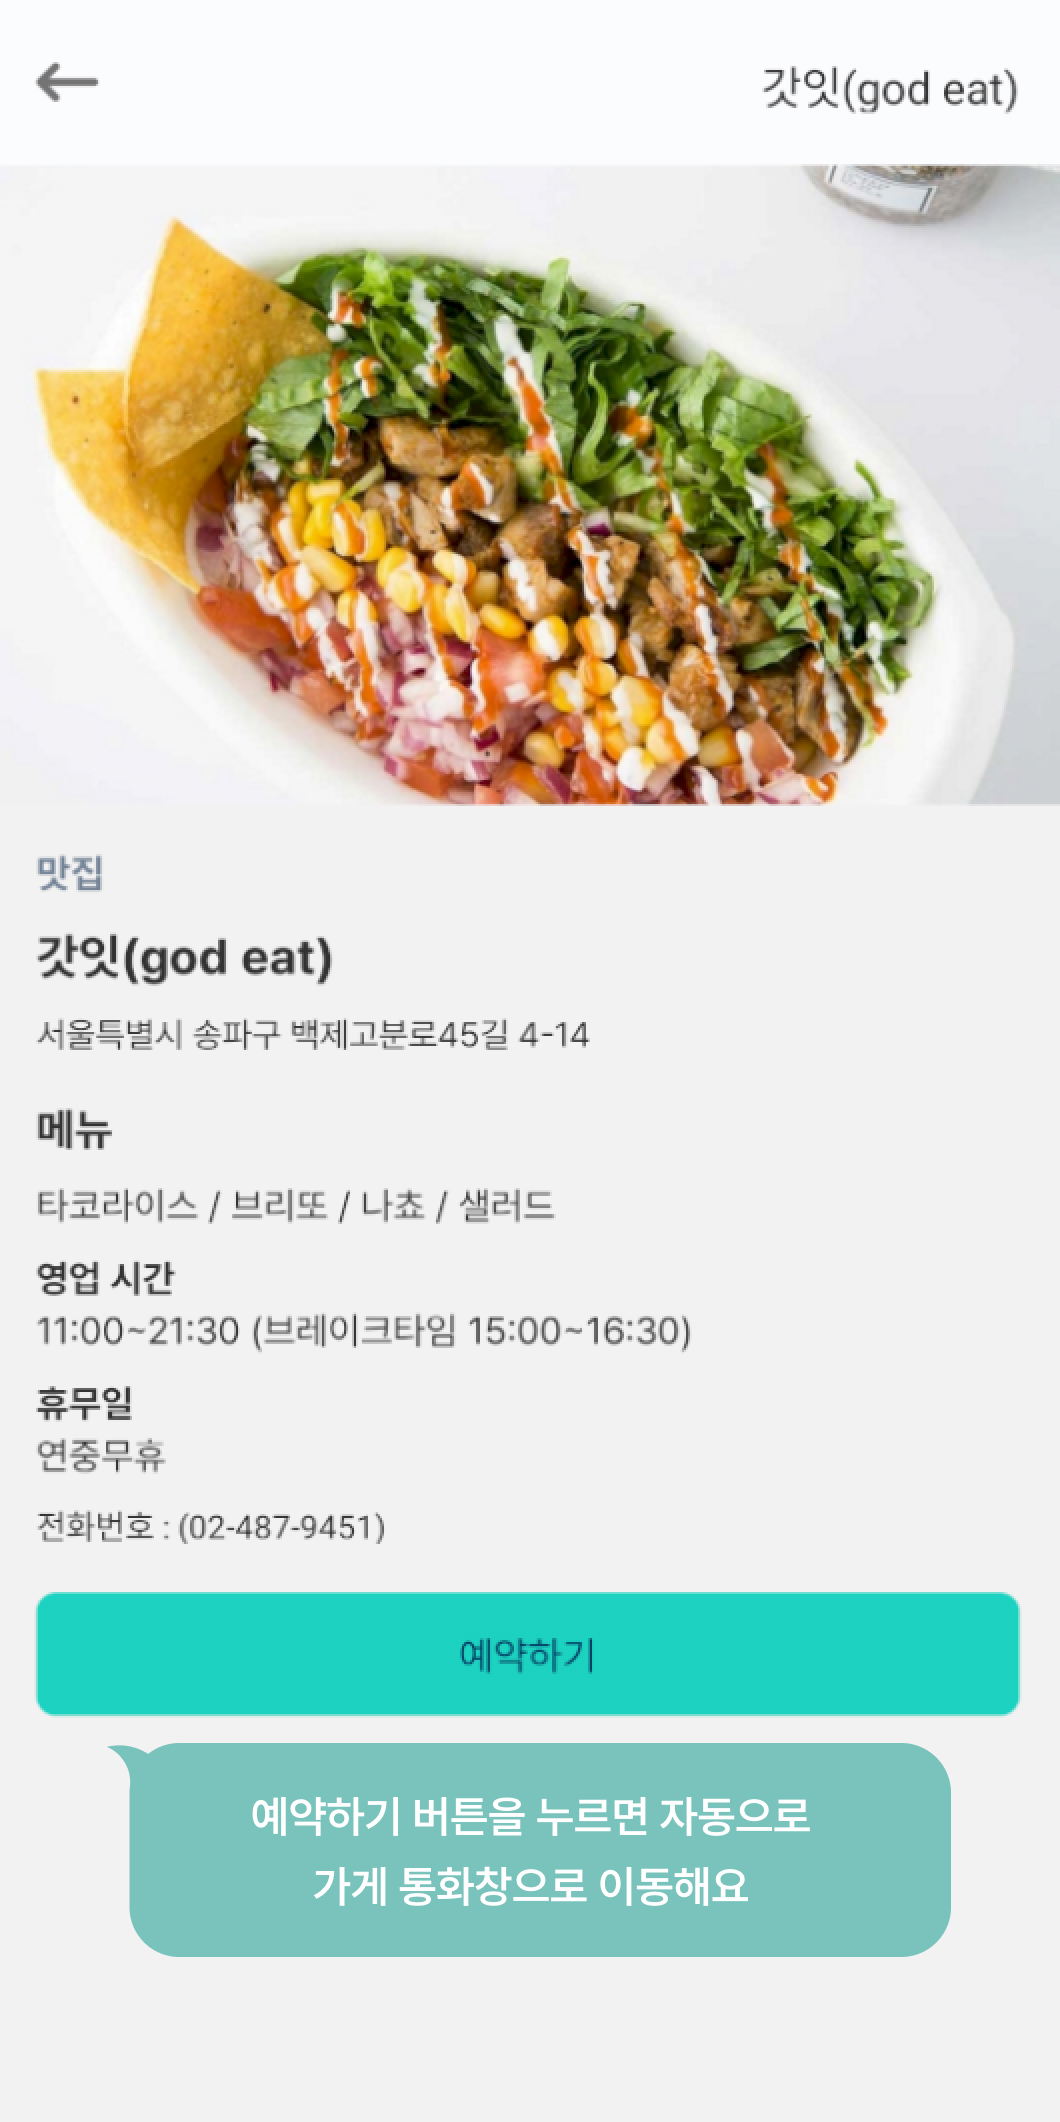 갓잇(god eat)
맛집
갓잇(god eat)
서울특별시 송파구 백제고분로45길 4-14
메뉴
타코라이스 / 브리또 / 나쵸 / 샐러드
영업 시간
11:00~21:30 (브레이크타임 15:00~16:30)
휴무일
연중무휴
전화번호 : (02-487-9451)
예약하기
예약하기 버튼을 누르면 자동으로
가게 통화창으로 이동해요